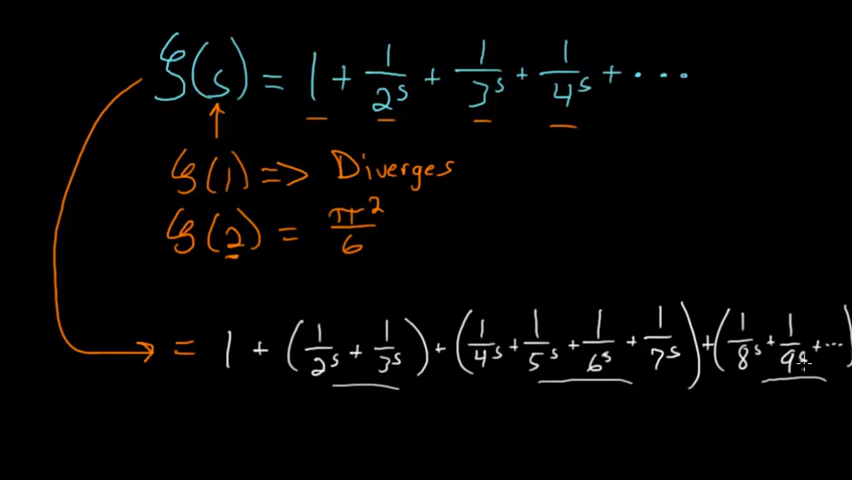 ζ(s) = 1 + 1/2^s + 1/3^s + 1/4^s + ...
ζ(1) => Diverges
ζ(2) = π^2/6
= 1 + (1/2^s + 1/3^s) + (1/4^s + 1/5^s + 1/6^s + 1/7^s) + (1/8^s + 1/9^s + ...)